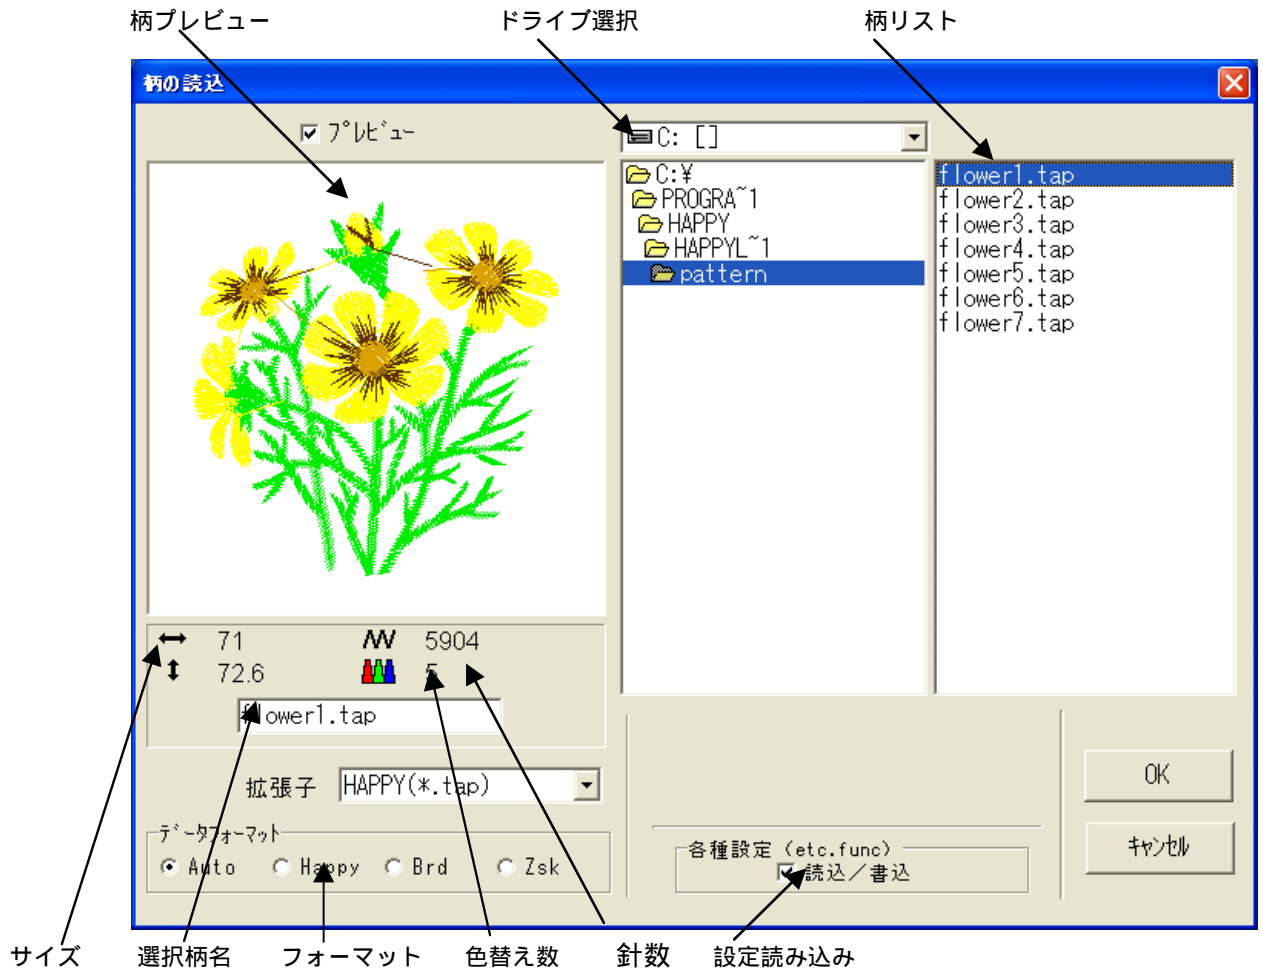 柄プレビュー ドライブ選択 柄リスト
柄の読込
プレビュー
C: []
C:¥
PROGRA~1
HAPPY
HAPPYL~1
pattern
flower1.tap
flower2.tap
flower3.tap
flower4.tap
flower5.tap
flower6.tap
flower7.tap
71 5904
72.6 5
flower1.tap
拡張子 HAPPY(*.tap)
データフォーマット
Auto Happy Brd Zsk
各種設定 (etc.func)
読込／書込
OK
キャンセル
サイズ 選択柄名 フォーマット 色替え数 針数 設定読み込み